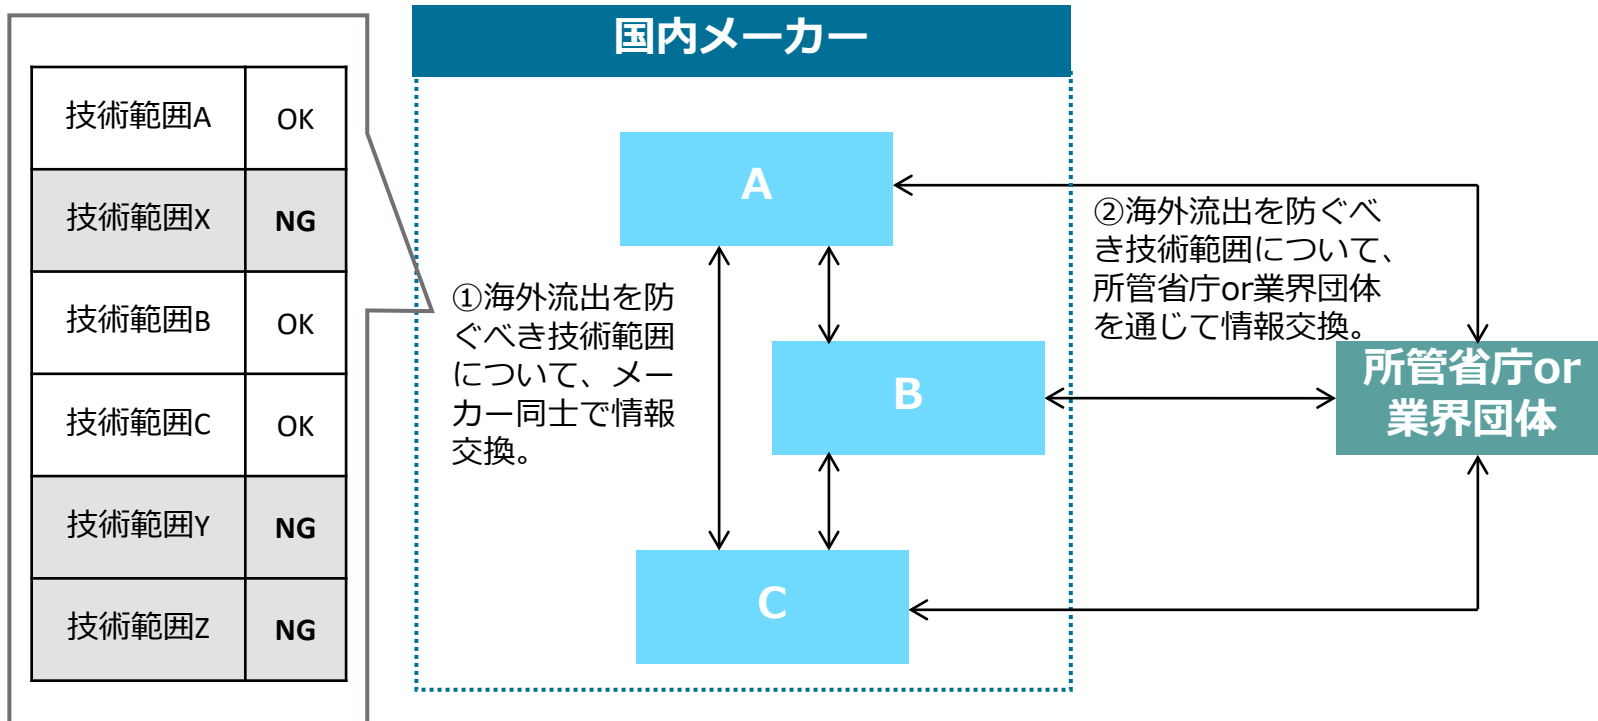 国内メーカー
技術範囲A OK
技術範囲X NG
技術範囲B OK
技術範囲C OK
技術範囲Y NG
技術範囲Z NG
①海外流出を防
ぐべき技術範囲
について、メー
カー同士で情報
交換。
A
B
C
②海外流出を防ぐべ
き技術範囲について、
所管省庁or業界団体
を通じて情報交換。
所管省庁or
業界団体